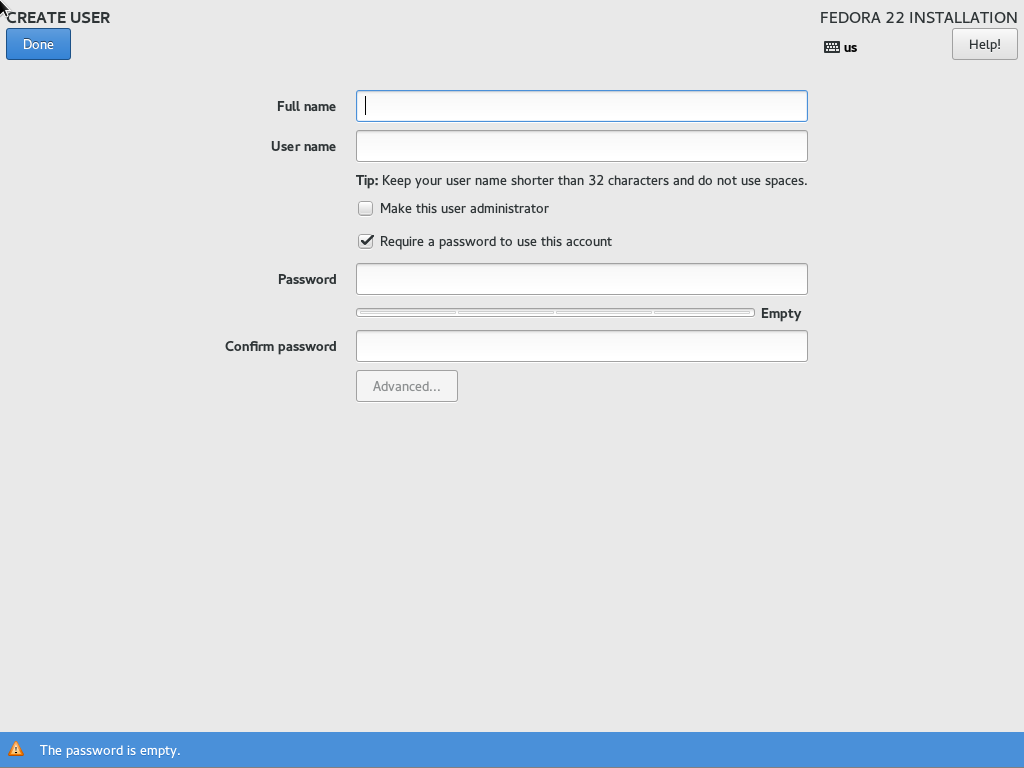 CREATE USER
FEDORA 22 INSTALLATION
Done
us
Help!
Full name
User name
Tip: Keep your user name shorter than 32 characters and do not use spaces.
Make this user administrator
Require a password to use this account
Password
Empty
Confirm password
Advanced...
The password is empty.